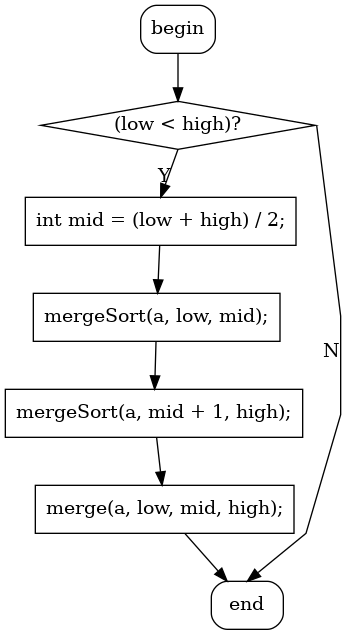 begin
(low < high)?
Y
int mid = (low + high) / 2;
mergeSort(a, low, mid);
N
mergeSort(a, mid + 1, high);
merge(a, low, mid, high);
end